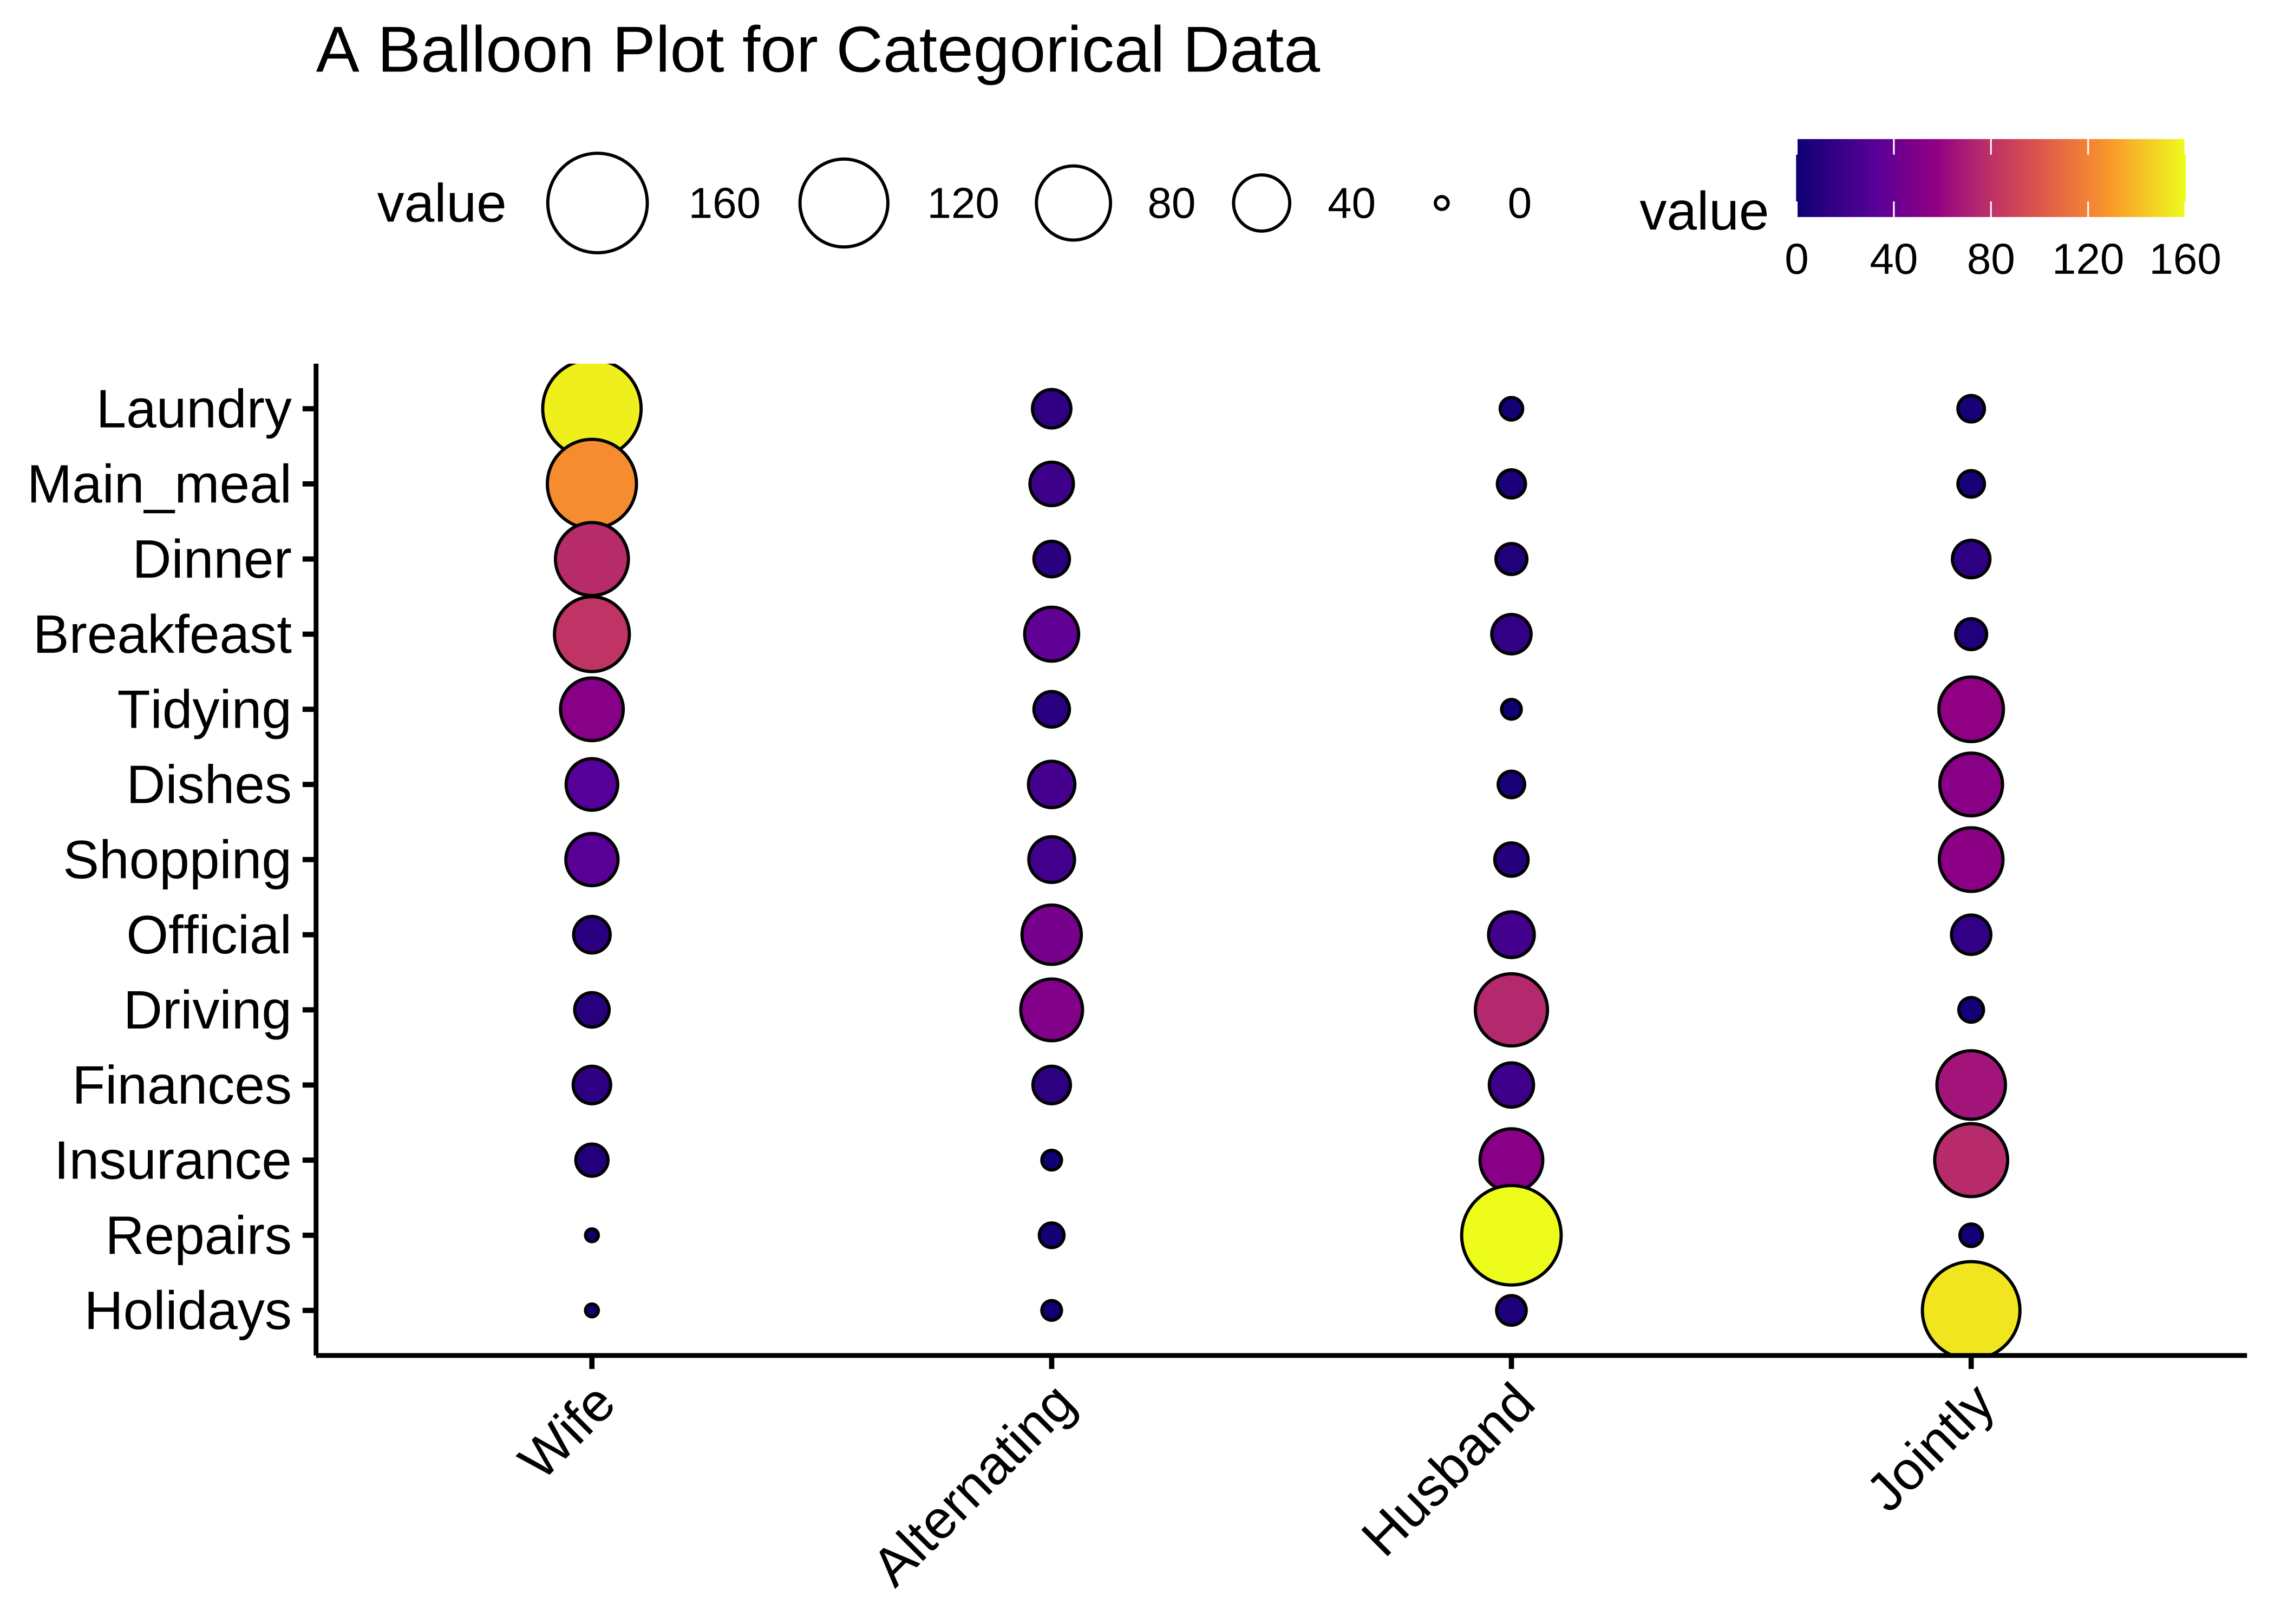 A Balloon Plot for Categorical Data
value 160 120 80 40 0
value
0 40 80 120 160
Laundry
Main_meal
Dinner
Breakfeast
Tidying
Dishes
Shopping
Official
Driving
Finances
Insurance
Repairs
Holidays
Wife
Alternating
Husband
Jointly